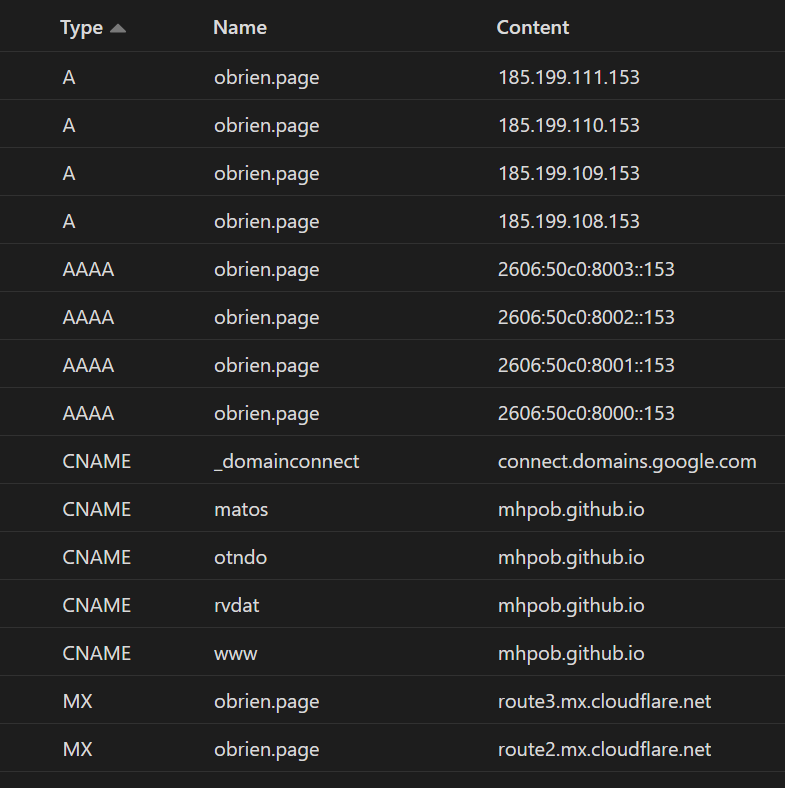 Type Name Content
A obrien.page 185.199.111.153
A obrien.page 185.199.110.153
A obrien.page 185.199.109.153
A obrien.page 185.199.108.153
AAAA obrien.page 2606:50c0:8003::153
AAAA obrien.page 2606:50c0:8002::153
AAAA obrien.page 2606:50c0:8001::153
AAAA obrien.page 2606:50c0:8000::153
CNAME _domainconnect connect.domains.google.com
CNAME matos mhpob.github.io
CNAME otndo mhpob.github.io
CNAME rvdat mhpob.github.io
CNAME www mhpob.github.io
MX obrien.page route3.mx.cloudflare.net
MX obrien.page route2.mx.cloudflare.net